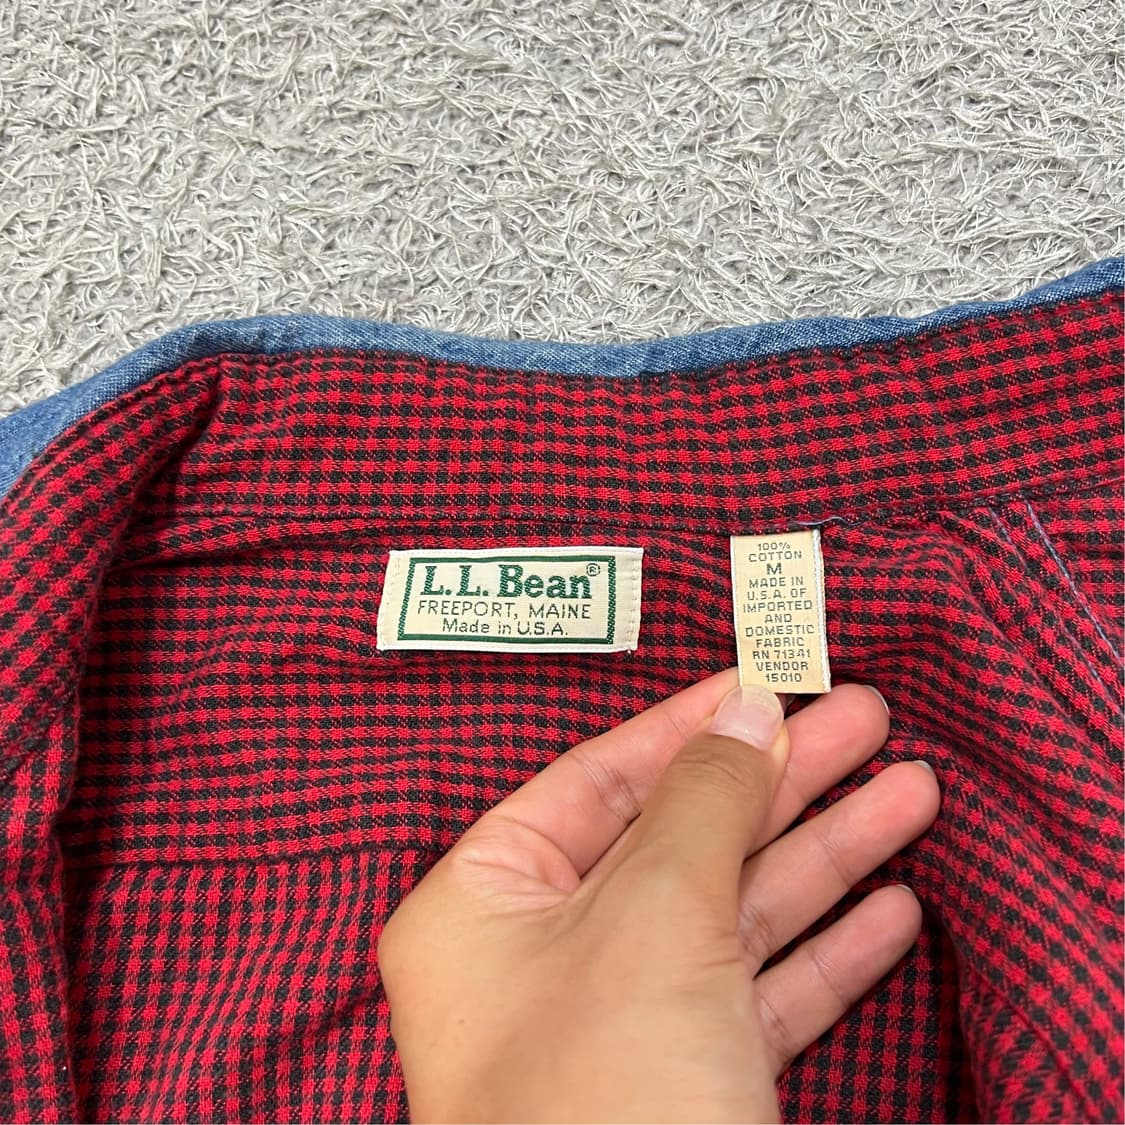 L.L.Bean®
FREEPORT, MAINE
Made in U.S.A.
100%
COTTON
M
MADE IN
U.S.A. OF
IMPORTED
AND
DOMESTIC
FABRIC
RN 71341
VENDOR
15010